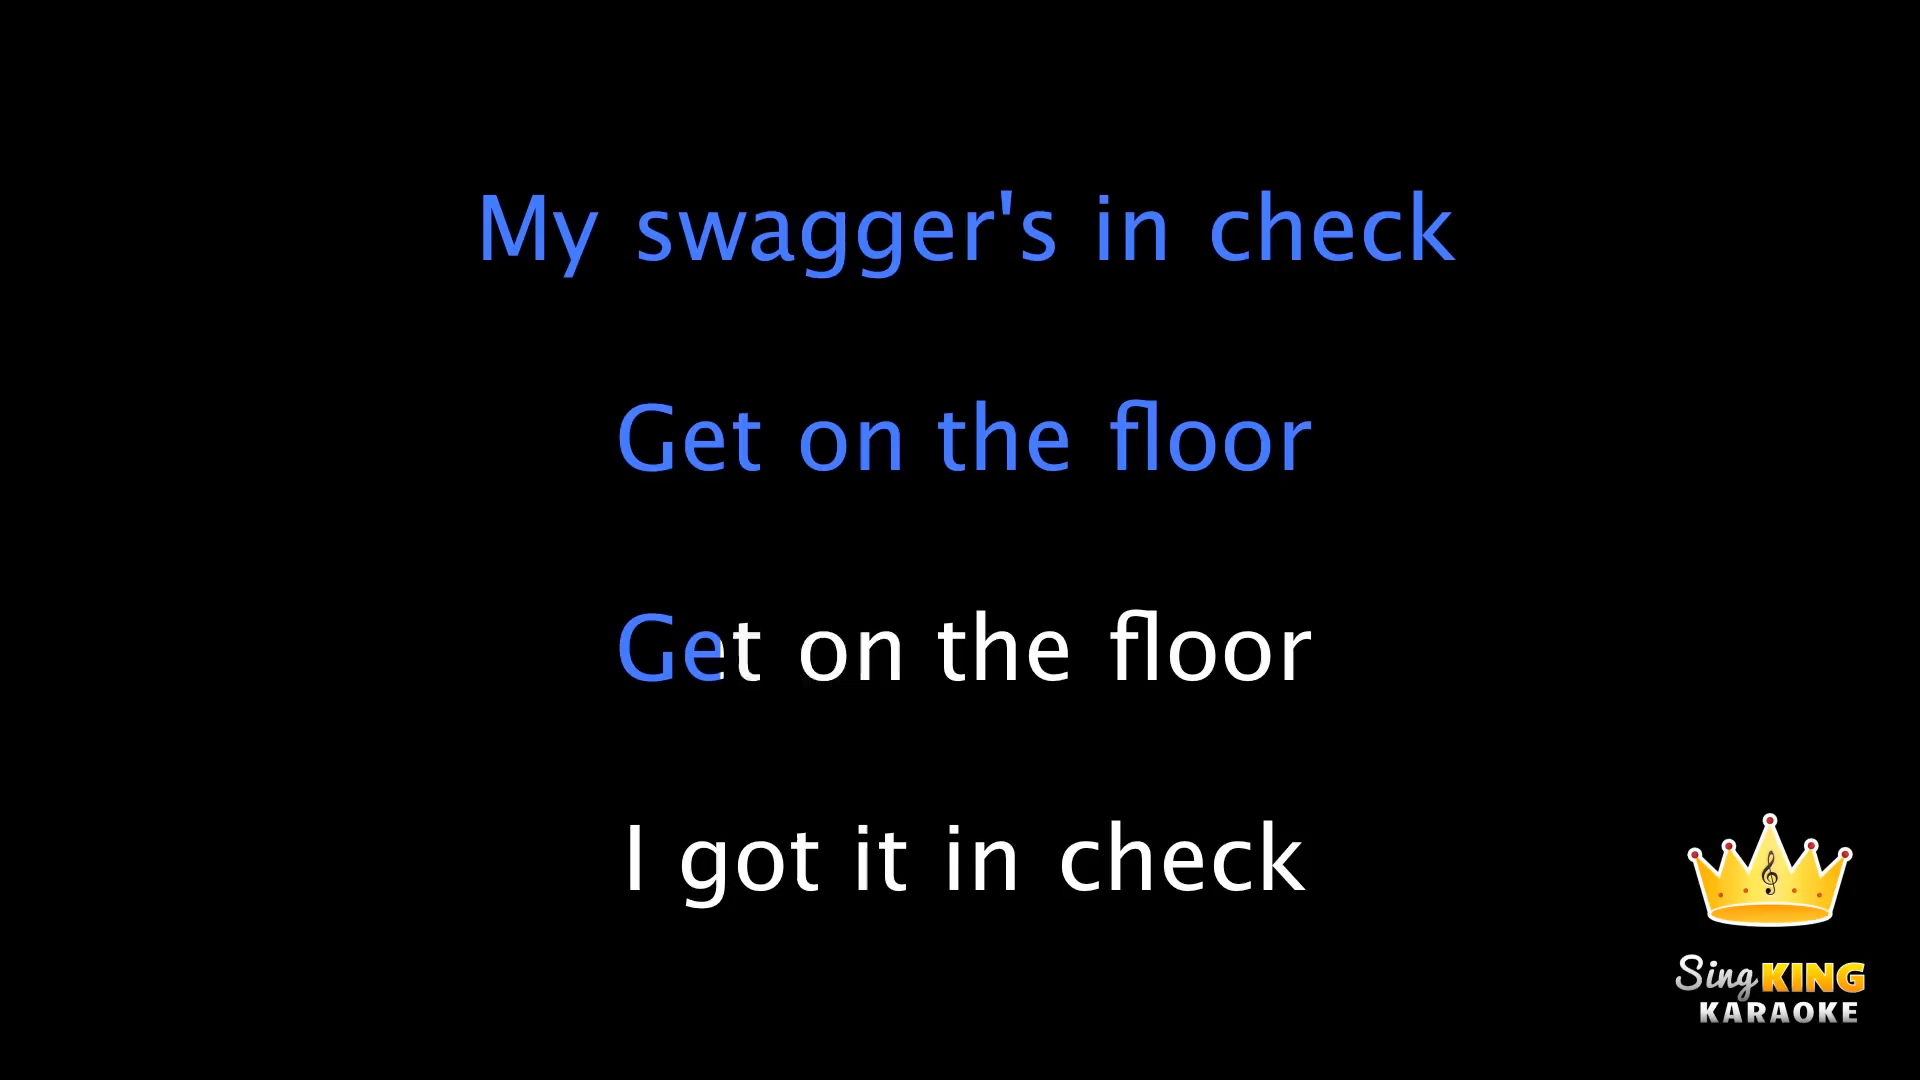 My swagger's in check
Get on the floor
Get on the floor
I got it in check
Sing KING
KARAOKE